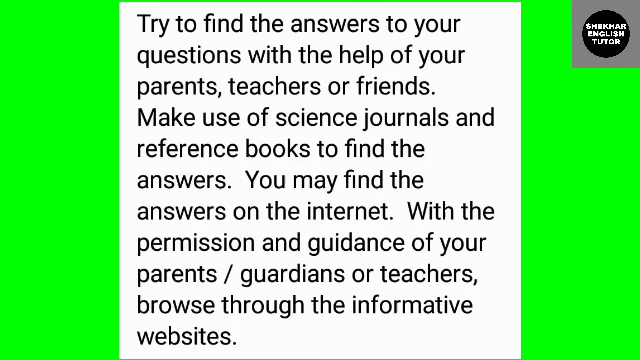 Try to find the answers to your
questions with the help of your
parents, teachers or friends.
Make use of science journals and
reference books to find the
answers.  You may find the
answers on the internet.  With the
permission and guidance of your
parents / guardians or teachers,
browse through the informative
websites.
SHEKHAR
ENGLISH
TUTOR